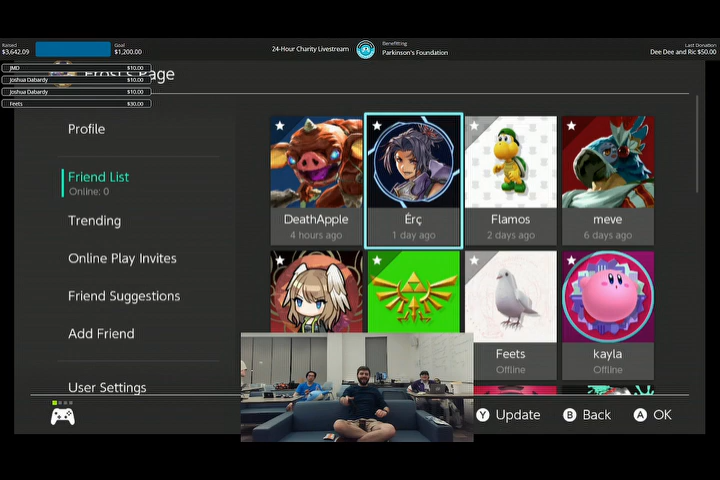 Raised
$3,642.09
Goal
$1,200.00
24-Hour Charity Livestream
Benefitting
Parkinson's Foundation
Last Donation
Dee Dee and Ric $50.00
JMD $10.00
Joshua Dabardy $10.00
Joshua Dabardy $10.00
Feets $30.00
Page
Profile
Friend List
Online: 0
Trending
Online Play Invites
Friend Suggestions
Add Friend
User Settings
DeathApple
4 hours ago
Êrç
1 day ago
Flamos
2 days ago
meve
6 days ago
Feets
Offline
kayla
Offline
Y Update
B Back
A OK